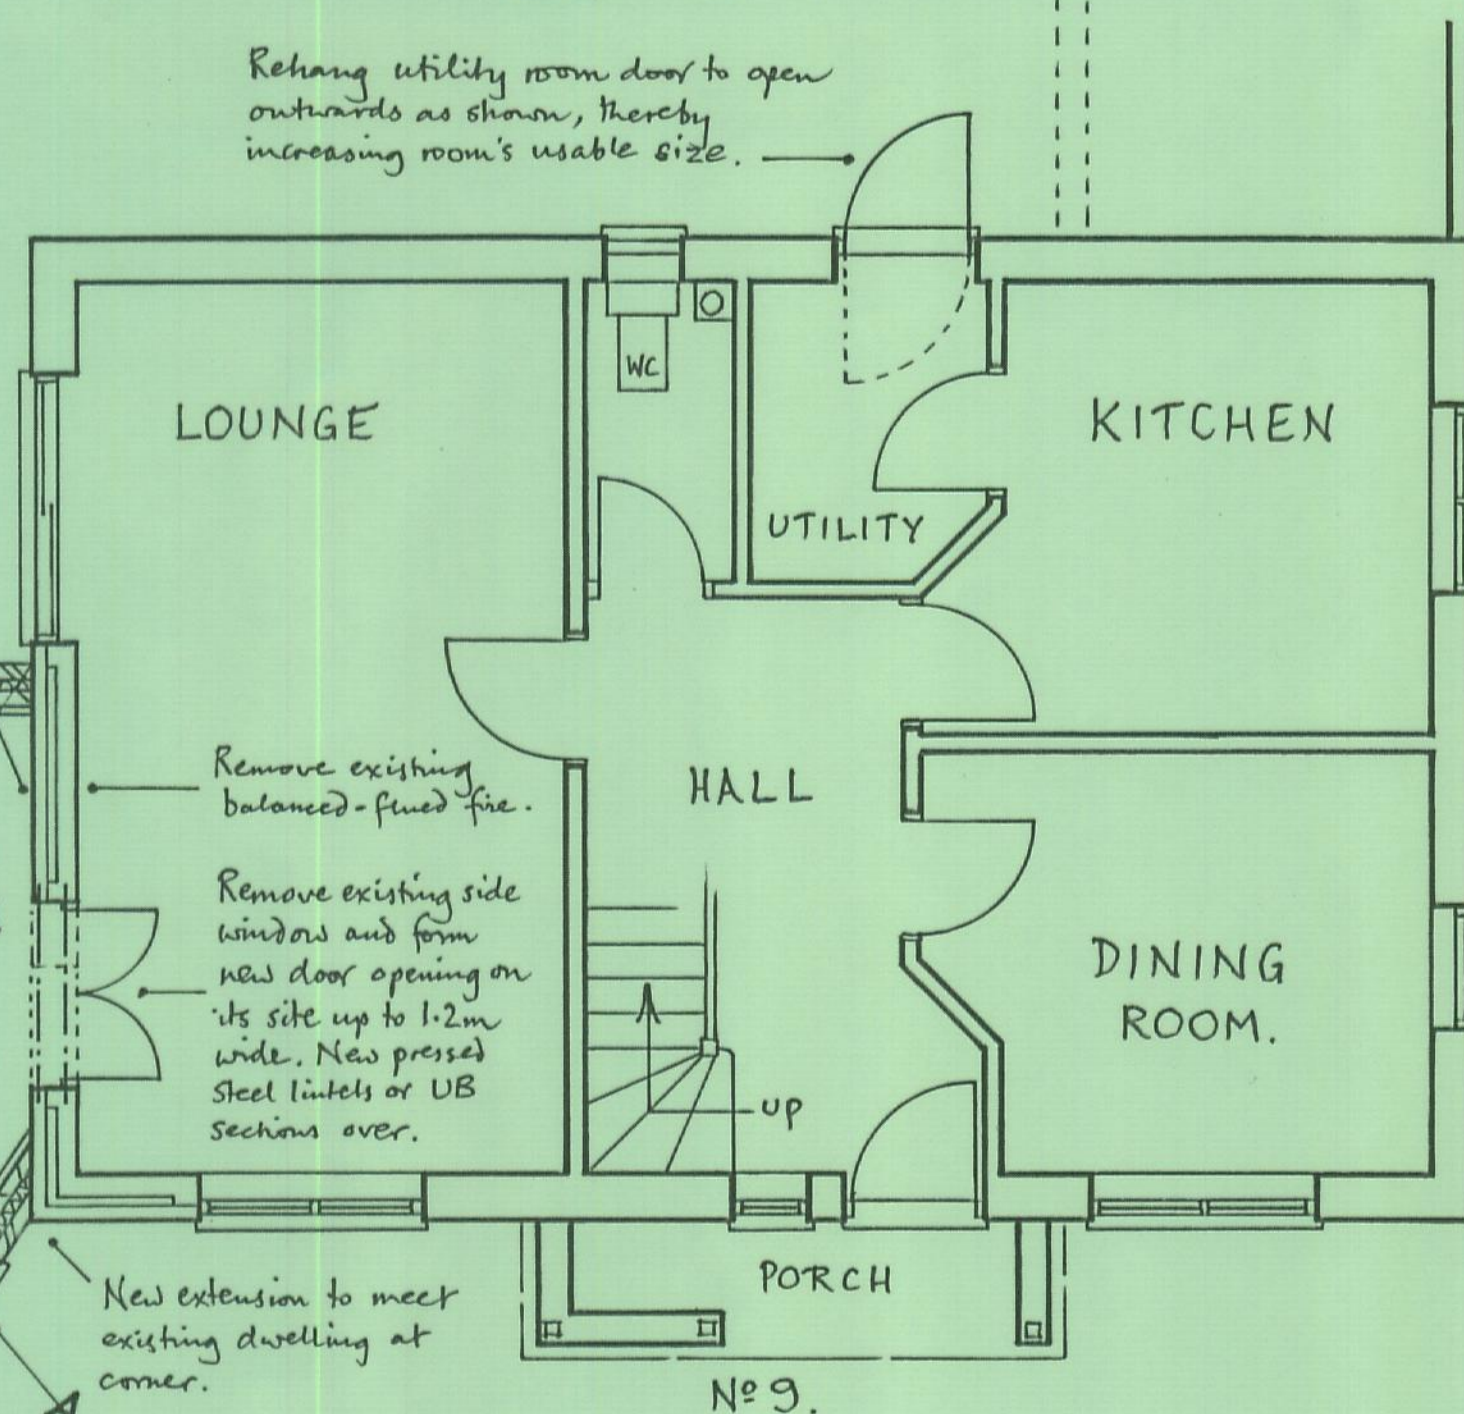 Rehang utility room door to open
outwards as shown, thereby
increasing room's usable size.
WC
LOUNGE
KITCHEN
UTILITY
Remove existing
balanced-flued fire.
HALL
Remove existing side
window and form
new door opening on
its site up to 1.2m
wide. New pressed
steel lintels or UB
sections over.
DINING
ROOM.
UP
PORCH
New extension to meet
existing dwelling at
corner.
Nº 9.